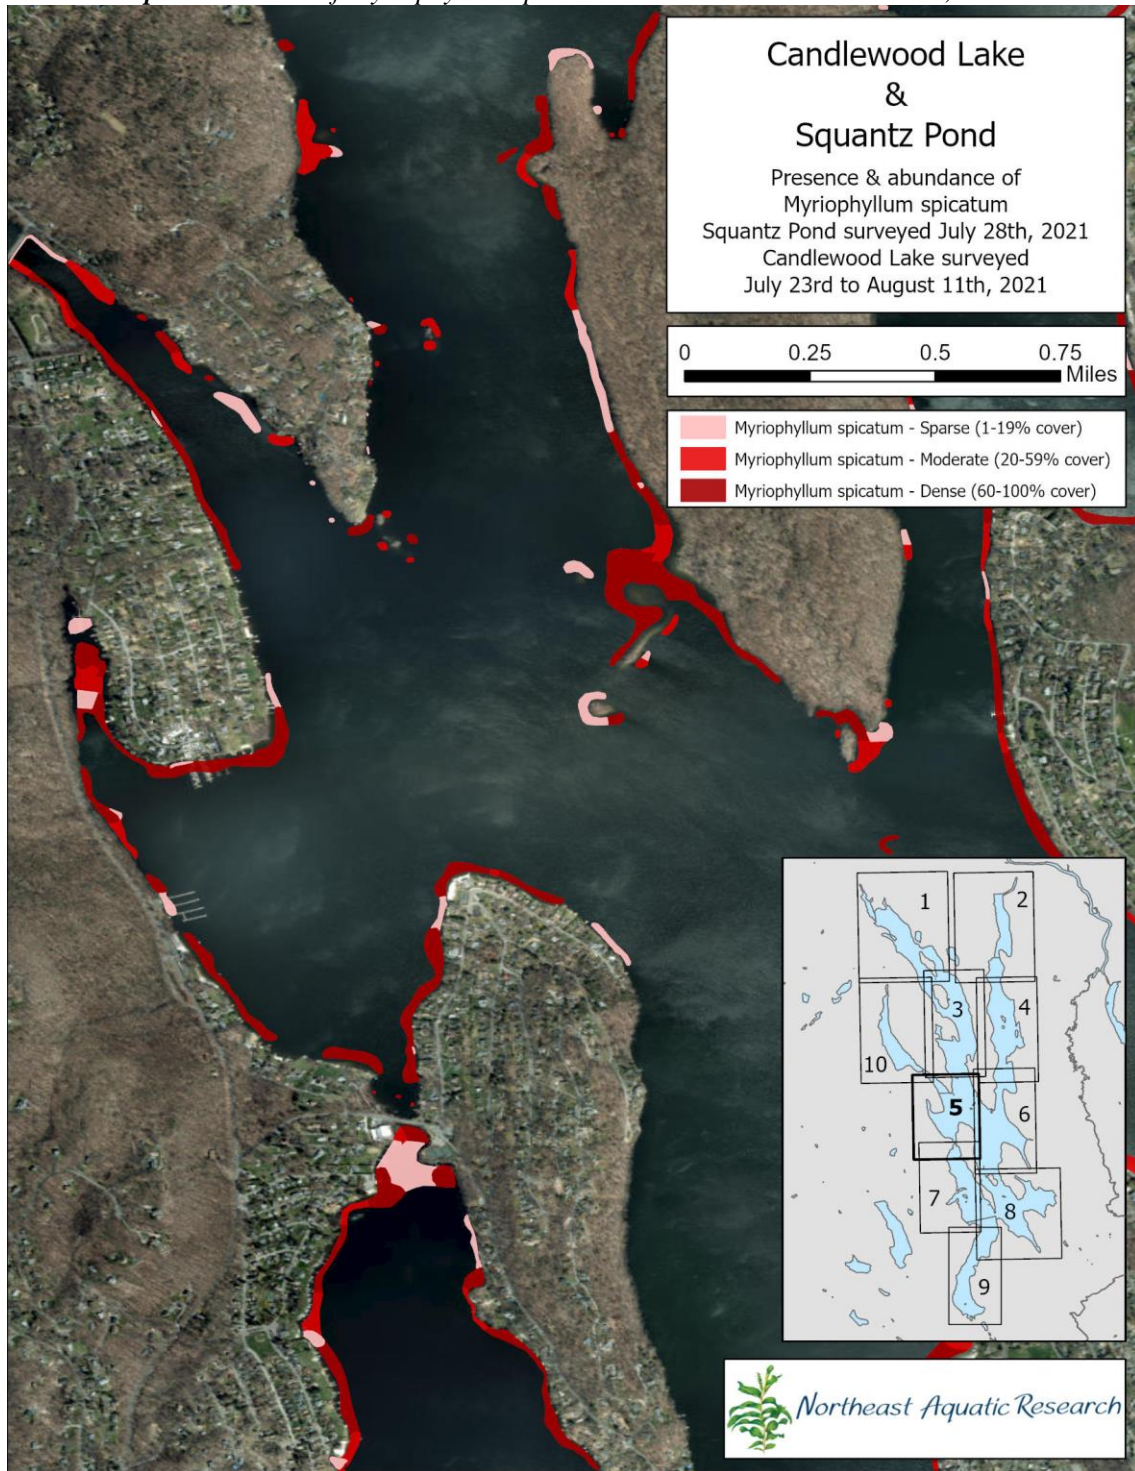 Candlewood Lake
&
Squantz Pond
Presence & abundance of
Myriophyllum spicatum
Squantz Pond surveyed July 28th, 2021
Candlewood Lake surveyed
July 23rd to August 11th, 2021
0 0.25 0.5 0.75
Miles
Myriophyllum spicatum - Sparse (1-19% cover)
Myriophyllum spicatum - Moderate (20-59% cover)
Myriophyllum spicatum - Dense (60-100% cover)
1 2
3 4
10
5 6
7 8
9
Northeast Aquatic Research